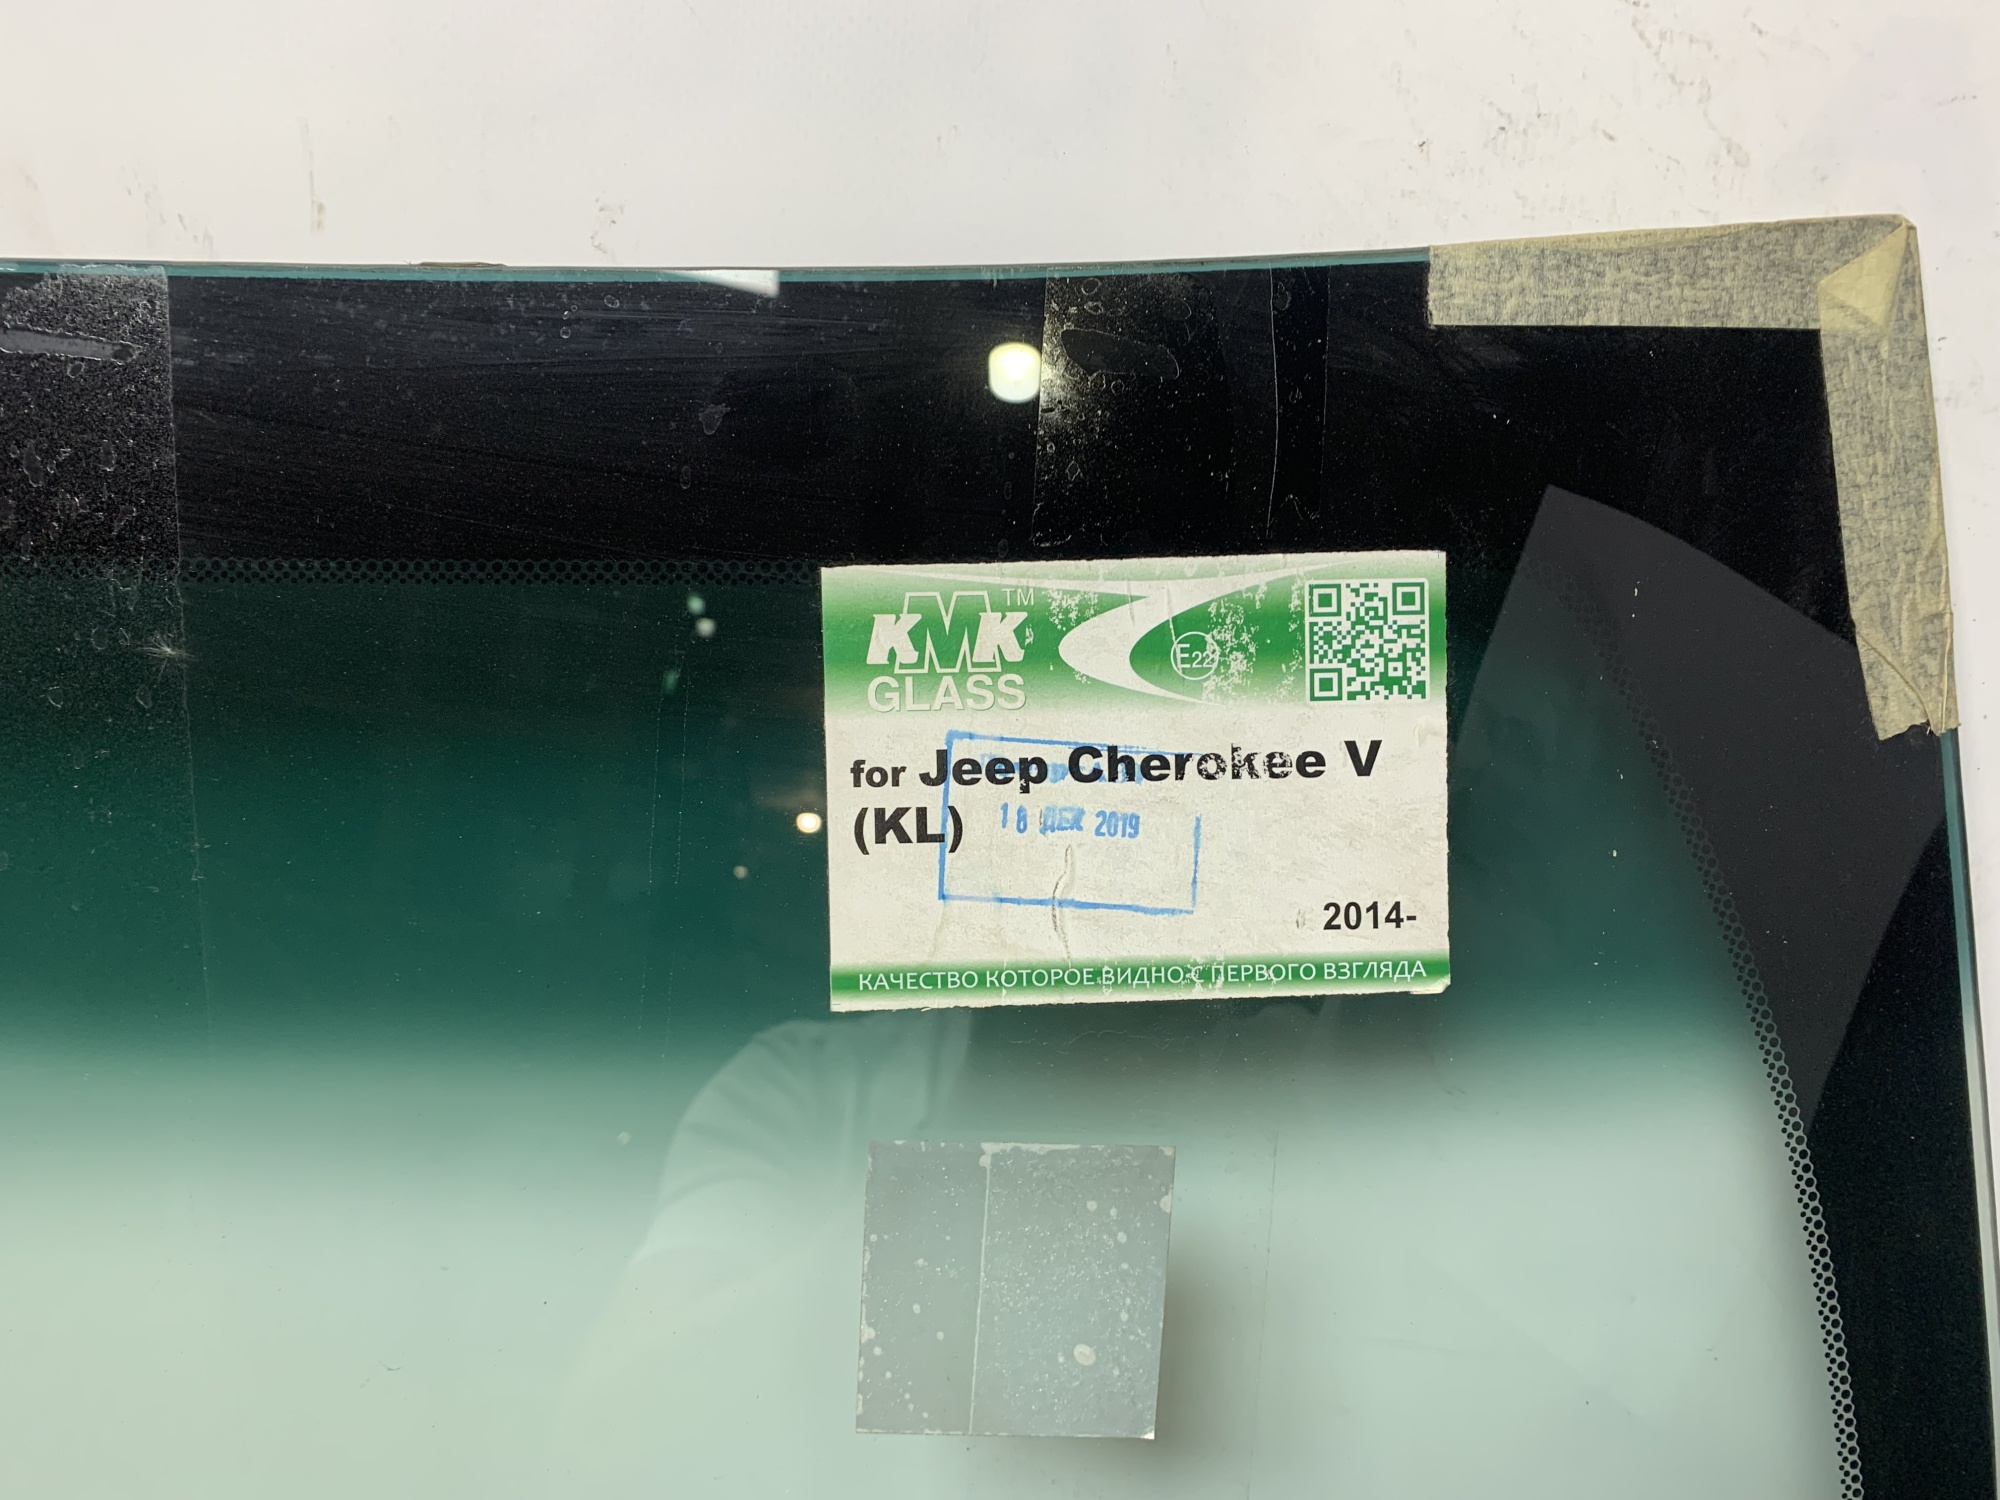 KMK TM
GLASS
E22
for Jeep Cherokee V
(KL)
18 ДЕК 2019
2014-
КАЧЕСТВО КОТОРОЕ ВИДНО С ПЕРВОГО ВЗГЛЯДА